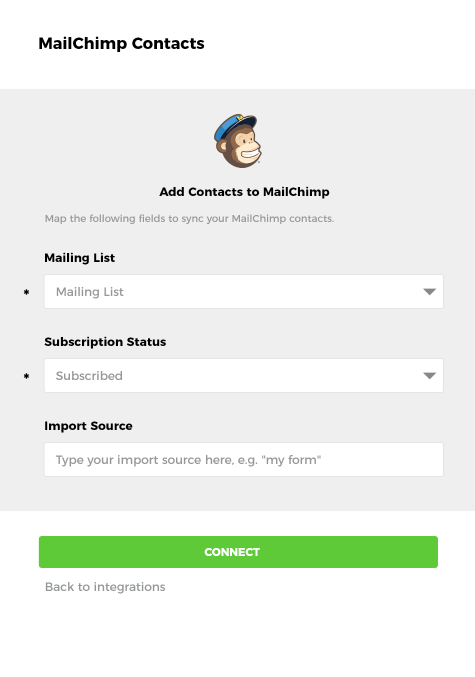 MailChimp Contacts
Add Contacts to MailChimp
Map the following fields to sync your MailChimp contacts.
Mailing List
* Mailing List
Subscription Status
* Subscribed
Import Source
Type your import source here, e.g. "my form"
CONNECT
Back to integrations